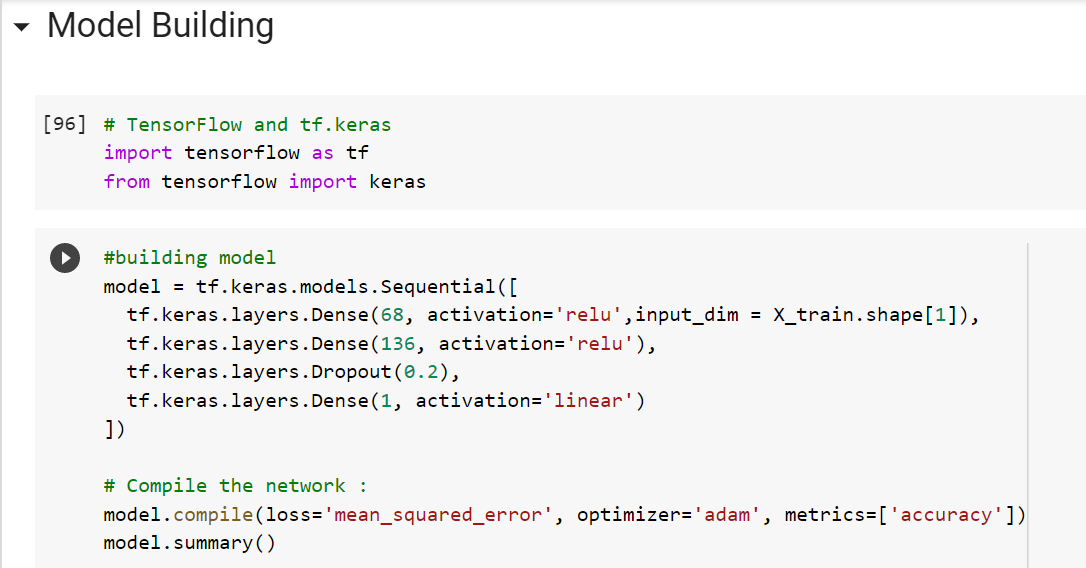 Model Building
[96] # TensorFlow and tf.keras
import tensorflow as tf
from tensorflow import keras
#building model
model = tf.keras.models.Sequential([
  tf.keras.layers.Dense(68, activation='relu',input_dim = X_train.shape[1]),
  tf.keras.layers.Dense(136, activation='relu'),
  tf.keras.layers.Dropout(0.2),
  tf.keras.layers.Dense(1, activation='linear')
])
# Compile the network :
model.compile(loss='mean_squared_error', optimizer='adam', metrics=['accuracy'])
model.summary()